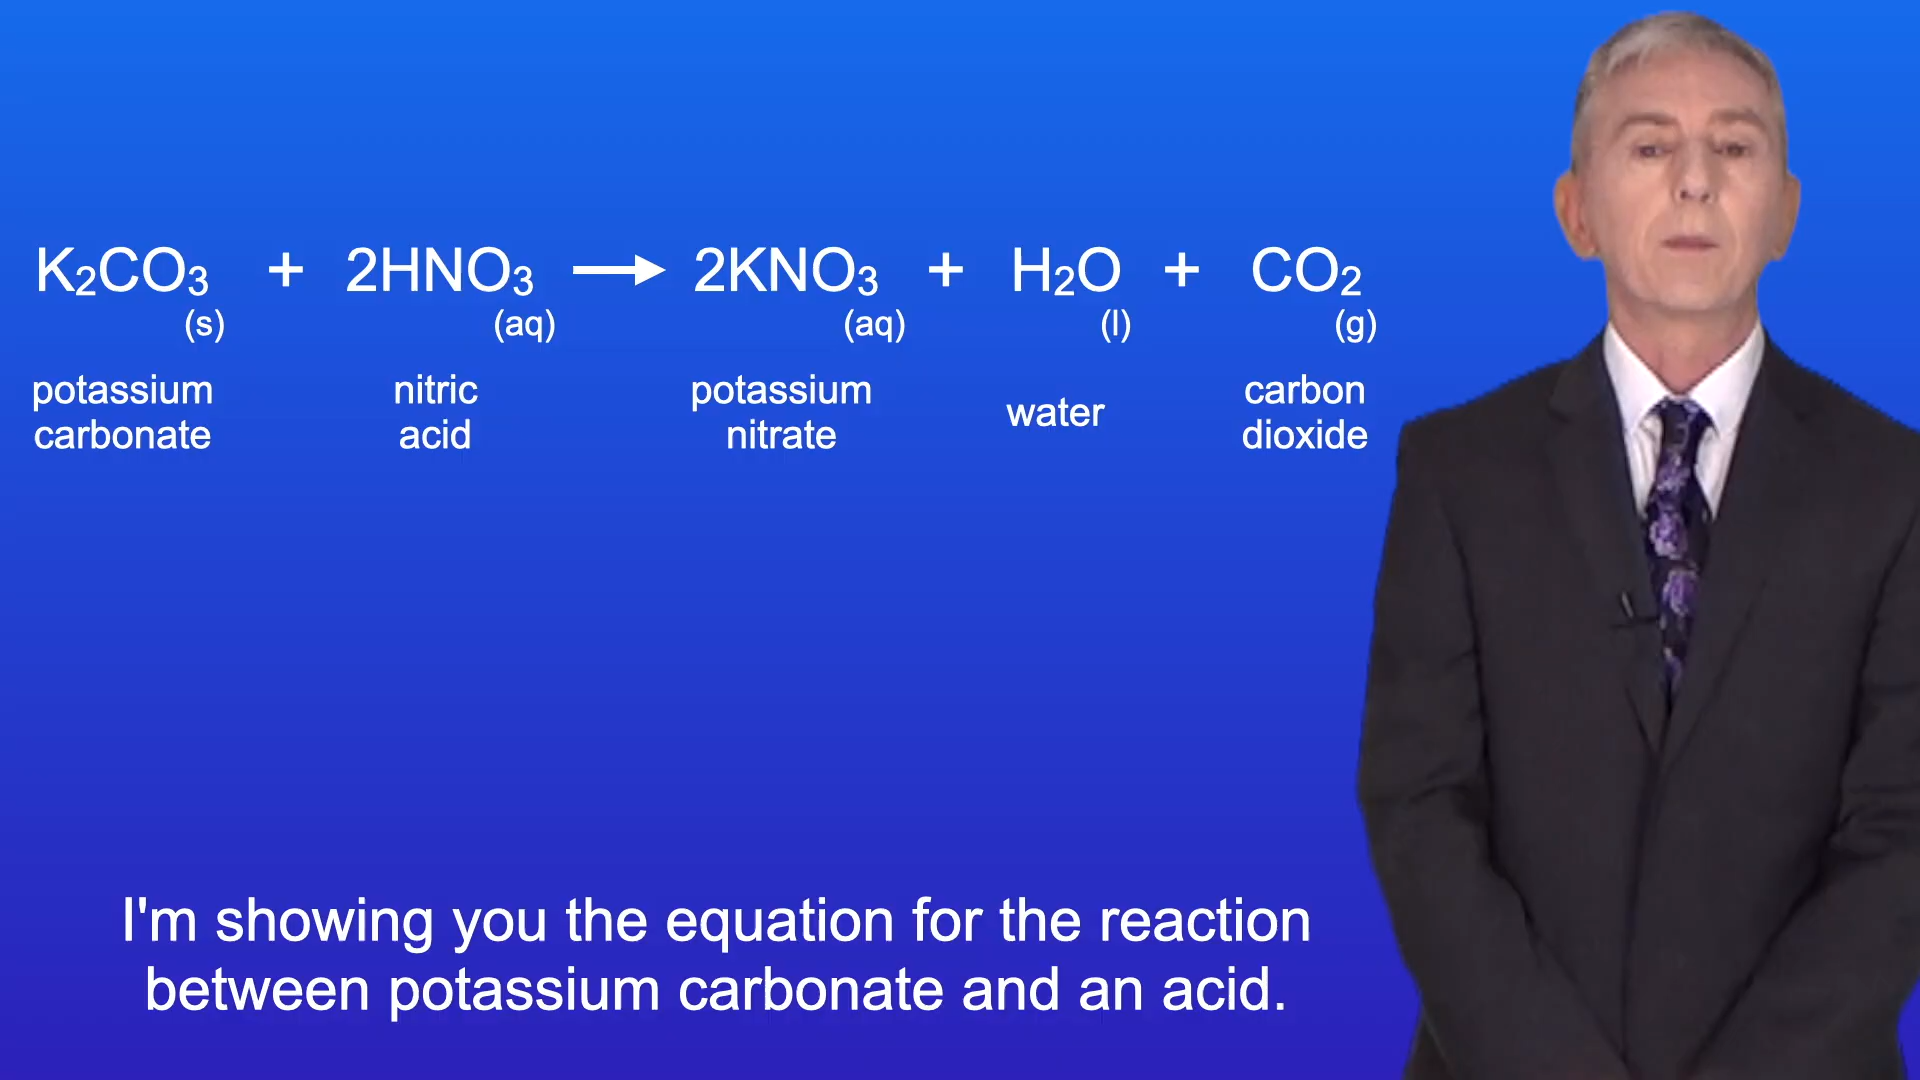 K₂CO₃ + 2HNO₃ → 2KNO₃ + H₂O + CO₂
(s) (aq) (aq) (l) (g)
potassium nitric potassium water carbon
carbonate acid nitrate dioxide
I'm showing you the equation for the reaction
between potassium carbonate and an acid.